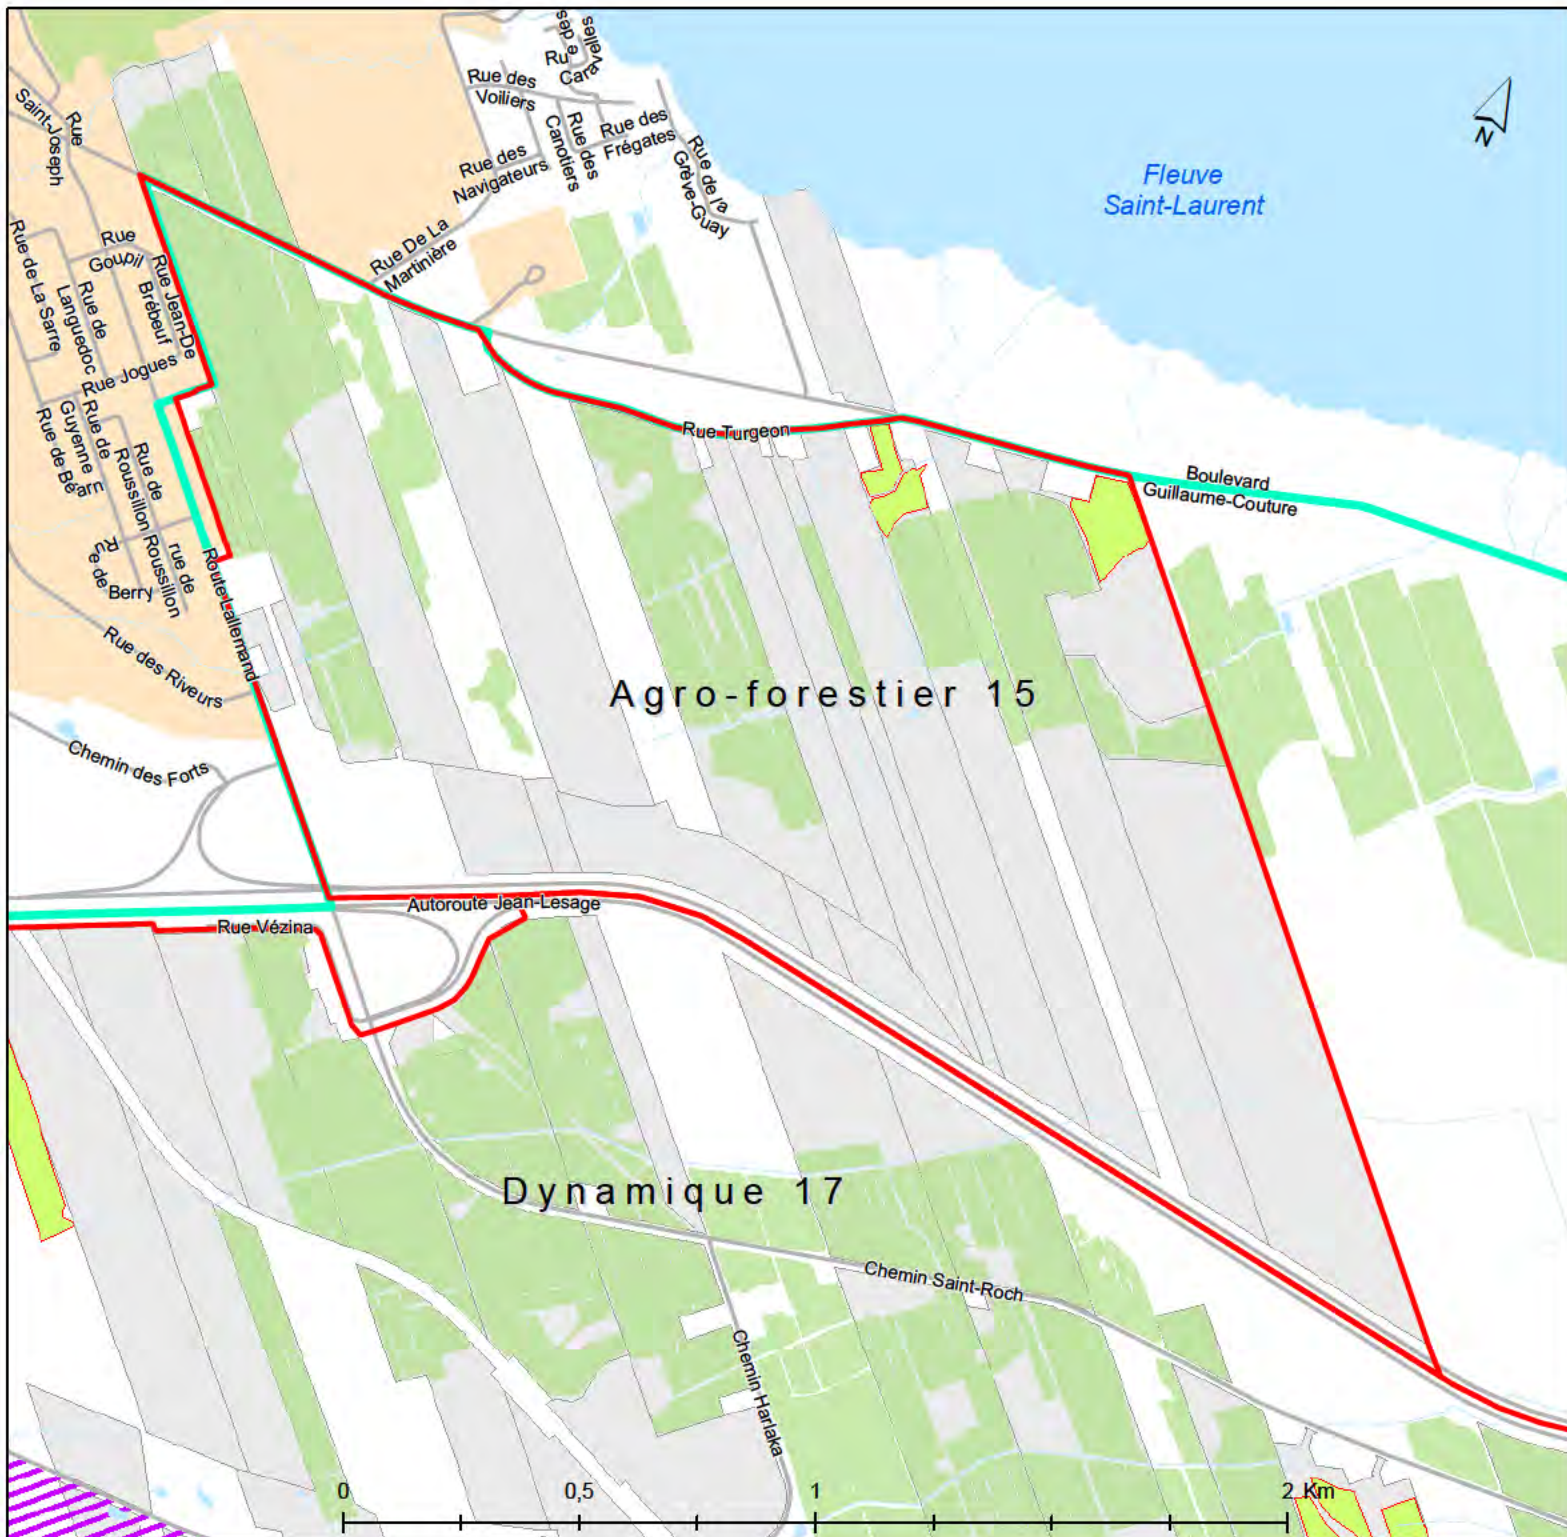 Rue des
Voiliers
Ru
e des
Cara
velles
Rue des
Canotiers
Rue des
Frégates
Rue des
Navigateurs
Rue de la
Grève-Guay
Rue
Saint-Joseph
N
Fleuve
Saint-Laurent
Rue De La
Martinière
Rue
Goupil
Rue Jean-De
Brébeuf
Rue de La Sarre
Rue de
Languedoc
Rue Jogues
Rue de
Guyenne
Rue de Béarn
Rue de
Roussillon
rue de
Roussillon
Ru
e de
Berry
Rue Turgeon
Boulevard
Guillaume-Couture
Route Lallemand
Rue des Riveurs
Agro-forestier 15
Chemin des Forts
Autoroute Jean-Lesage
Rue Vézina
Dynamique 17
Chemin Saint-Roch
Chemin Harlaka
0 0,5 1 2 Km